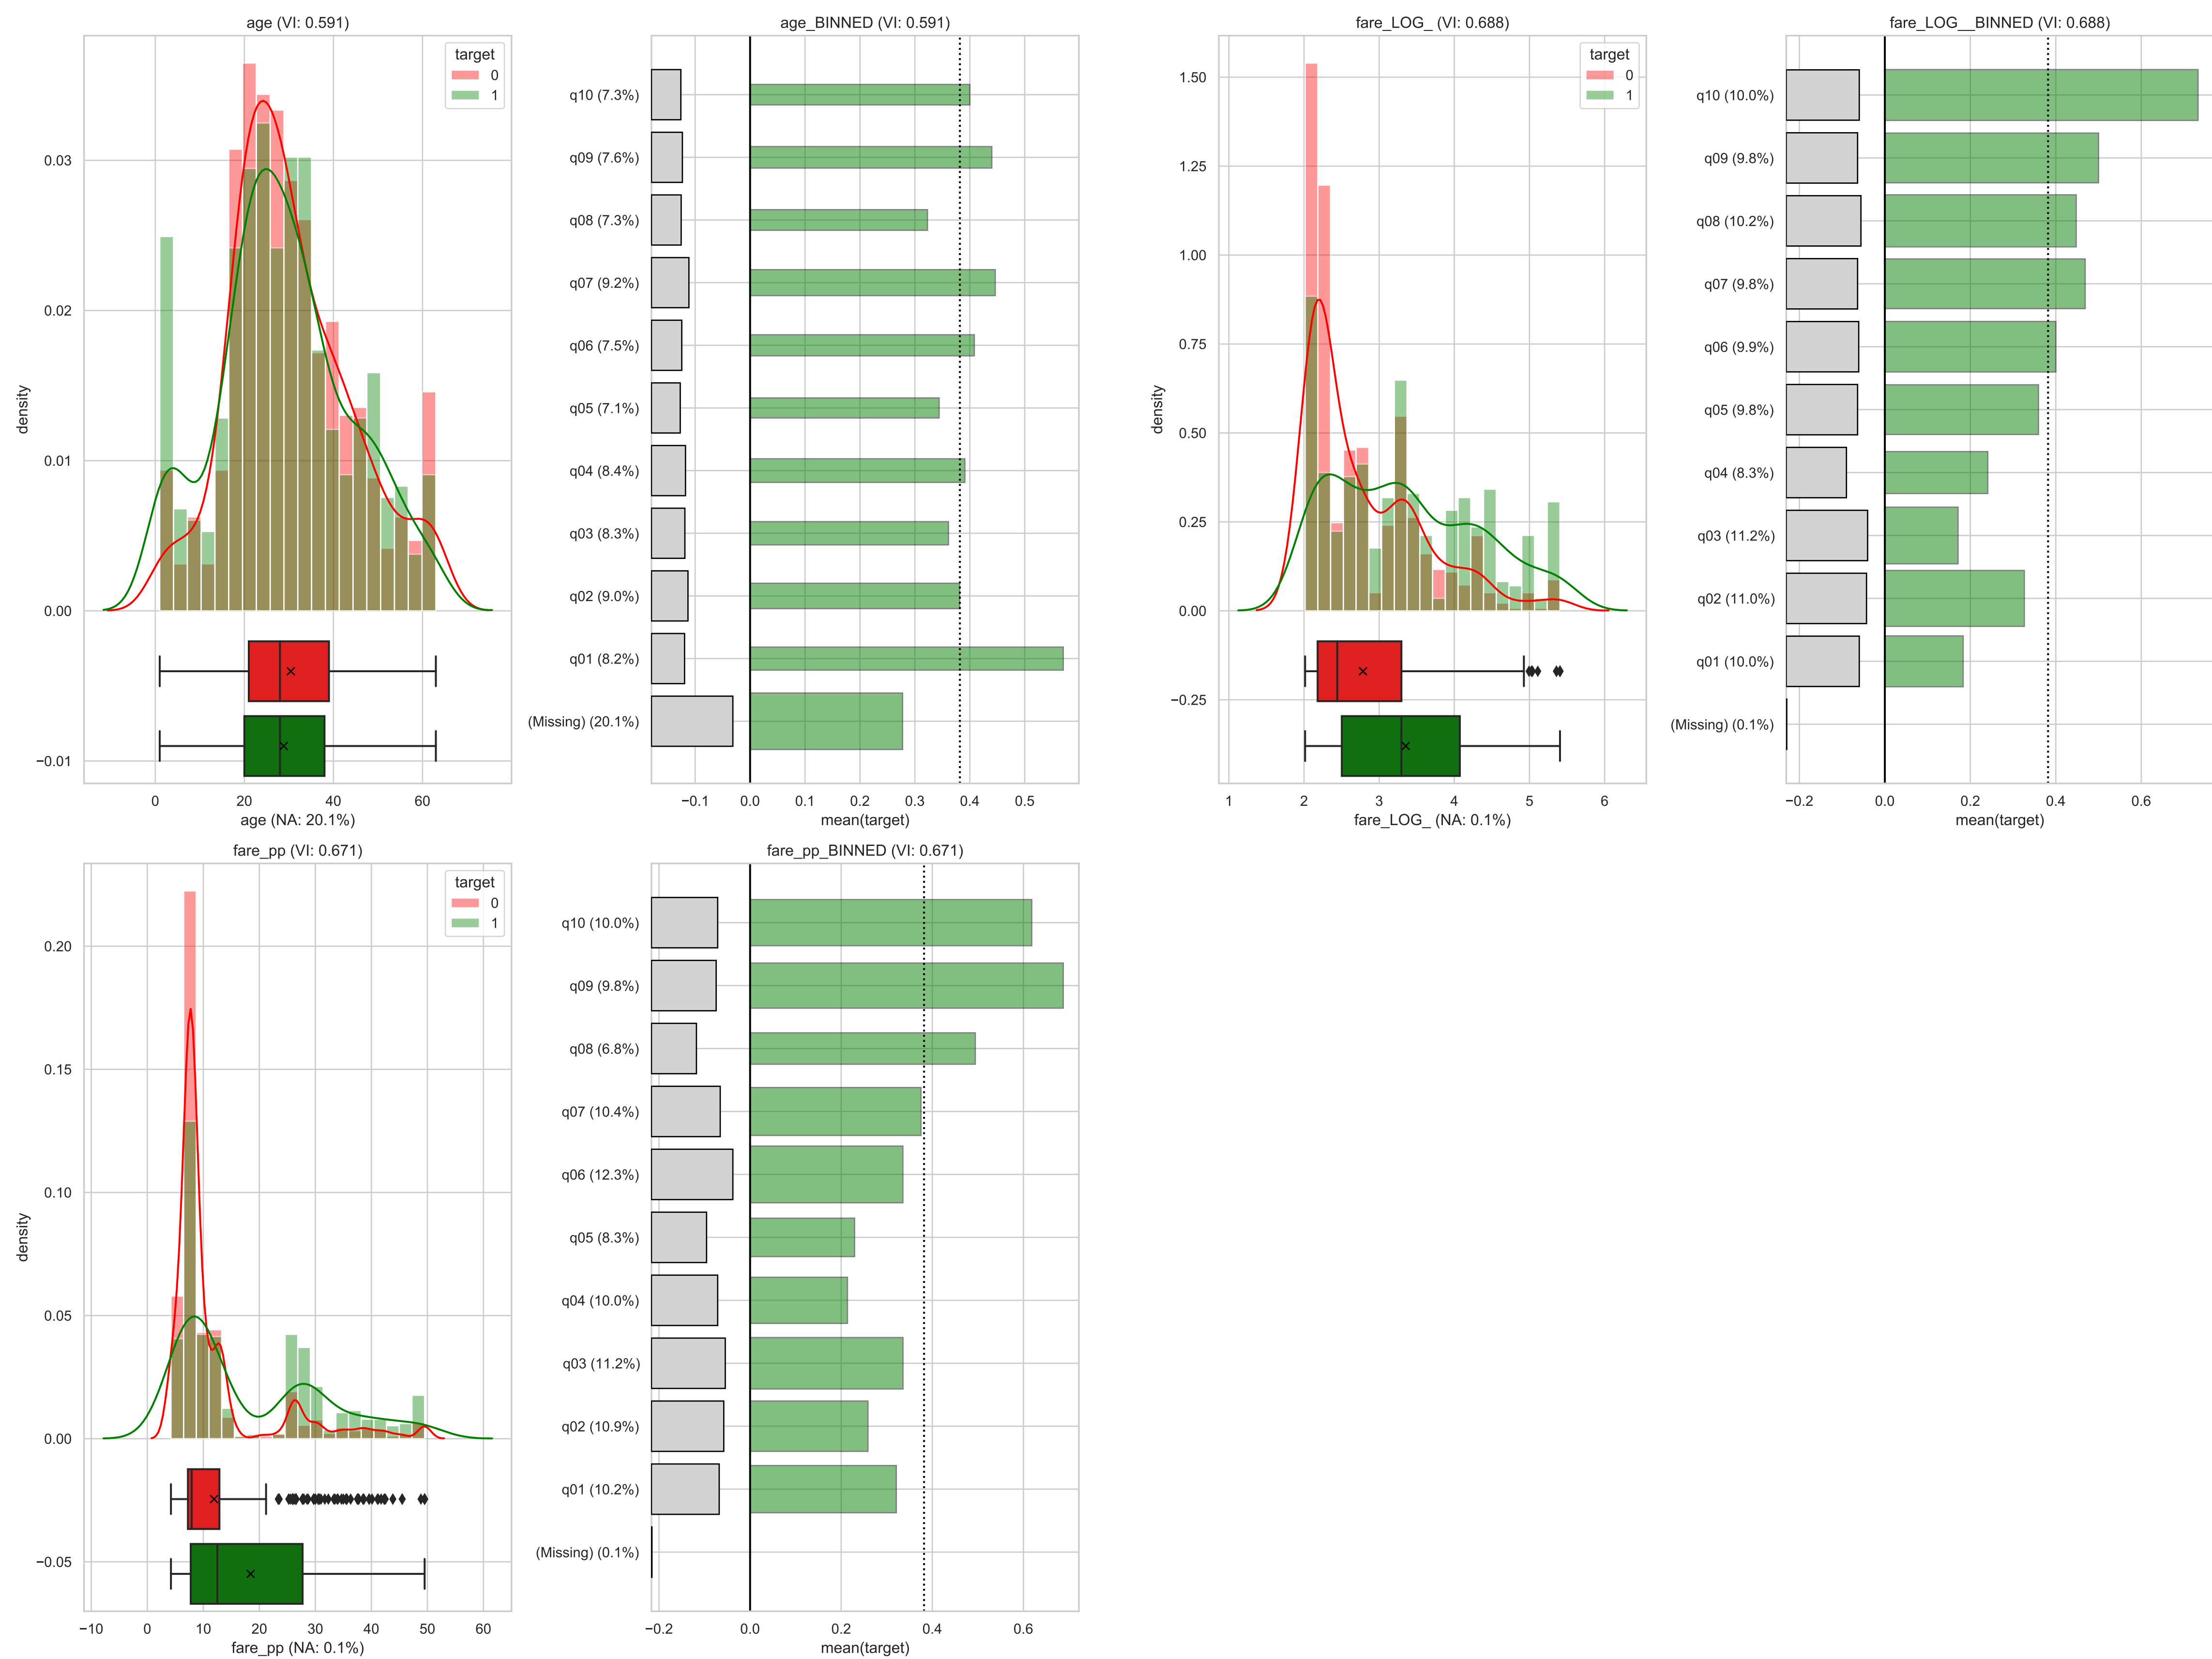 age (VI: 0.591)
target
0
1
density
0.03
0.02
0.01
0.00
−0.01
0
20
40
60
age (NA: 20.1%)
age_BINNED (VI: 0.591)
q10 (7.3%)
q09 (7.6%)
q08 (7.3%)
q07 (9.2%)
q06 (7.5%)
q05 (7.1%)
q04 (8.4%)
q03 (8.3%)
q02 (9.0%)
q01 (8.2%)
(Missing) (20.1%)
−0.1
0.0
0.1
0.2
0.3
0.4
0.5
mean(target)
fare_LOG_ (VI: 0.688)
target
0
1
density
1.50
1.25
1.00
0.75
0.50
0.25
0.00
−0.25
1
2
3
4
5
6
fare_LOG_ (NA: 0.1%)
fare_LOG__BINNED (VI: 0.688)
q10 (10.0%)
q09 (9.8%)
q08 (10.2%)
q07 (9.8%)
q06 (9.9%)
q05 (9.8%)
q04 (8.3%)
q03 (11.2%)
q02 (11.0%)
q01 (10.0%)
(Missing) (0.1%)
−0.2
0.0
0.2
0.4
0.6
mean(target)
fare_pp (VI: 0.671)
target
0
1
density
0.20
0.15
0.10
0.05
0.00
−0.05
−10
0
10
20
30
40
50
60
fare_pp (NA: 0.1%)
fare_pp_BINNED (VI: 0.671)
q10 (10.0%)
q09 (9.8%)
q08 (6.8%)
q07 (10.4%)
q06 (12.3%)
q05 (8.3%)
q04 (10.0%)
q03 (11.2%)
q02 (10.9%)
q01 (10.2%)
(Missing) (0.1%)
−0.2
0.0
0.2
0.4
0.6
mean(target)